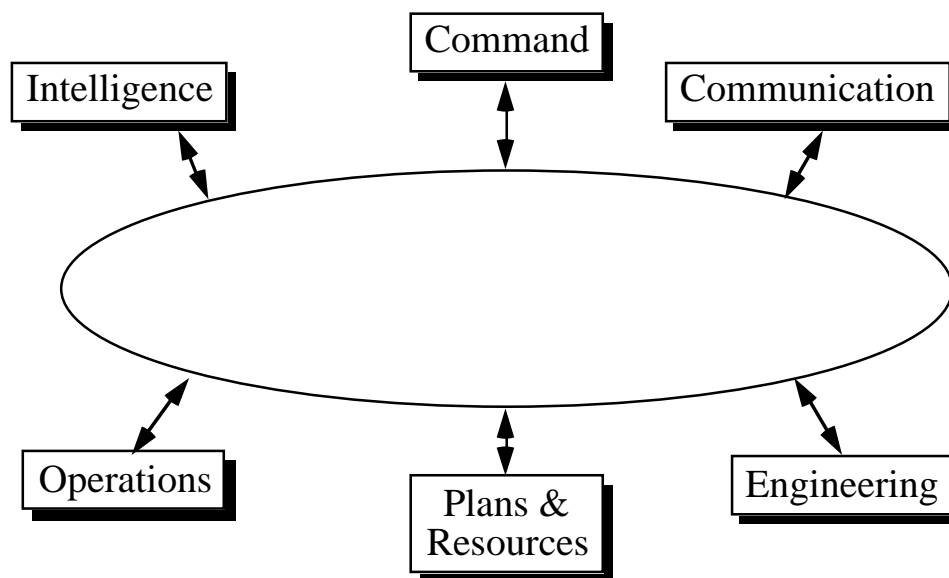 Command
Intelligence
Communication
Operations
Plans &
Resources
Engineering